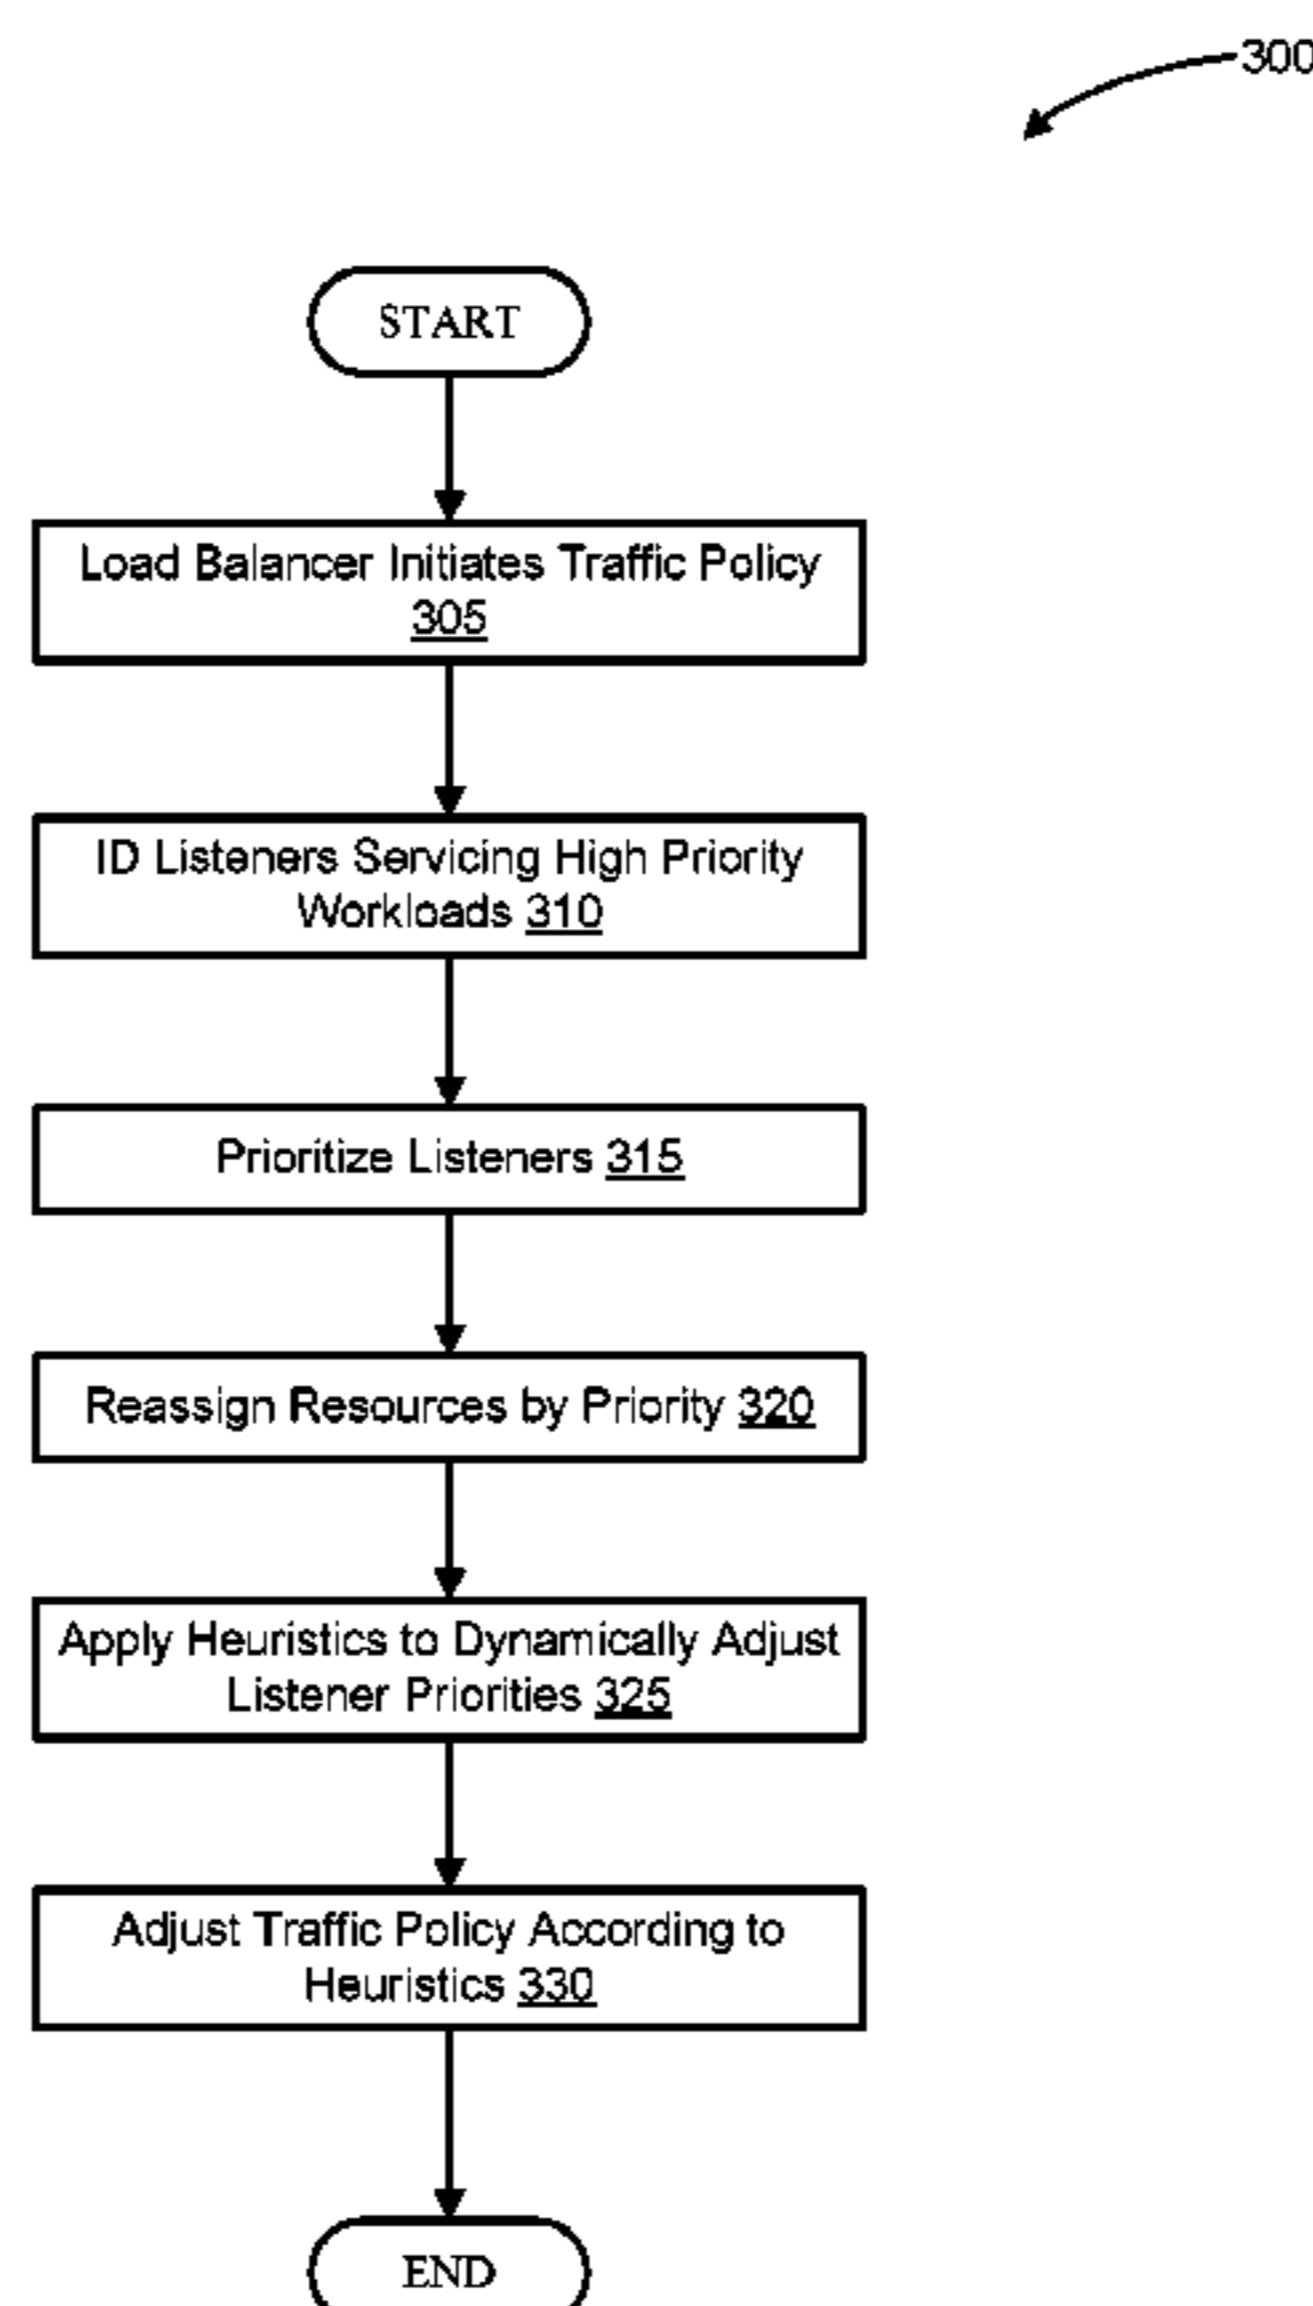 300
START
Load Balancer Initiates Traffic Policy
305
ID Listeners Servicing High Priority
Workloads 310
Prioritize Listeners 315
Reassign Resources by Priority 320
Apply Heuristics to Dynamically Adjust
Listener Priorities 325
Adjust Traffic Policy According to
Heuristics 330
END